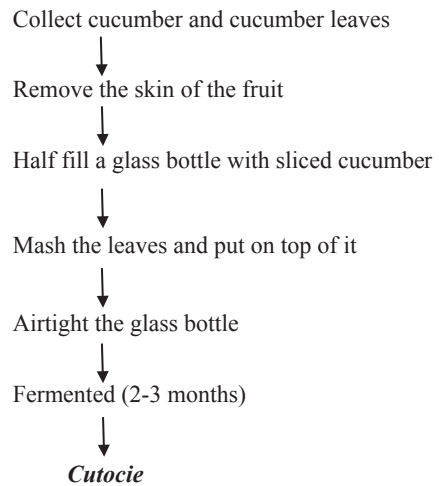 Collect cucumber and cucumber leaves
Remove the skin of the fruit
Half fill a glass bottle with sliced cucumber
Mash the leaves and put on top of it
Airtight the glass bottle
Fermented (2-3 months)
Cutocie